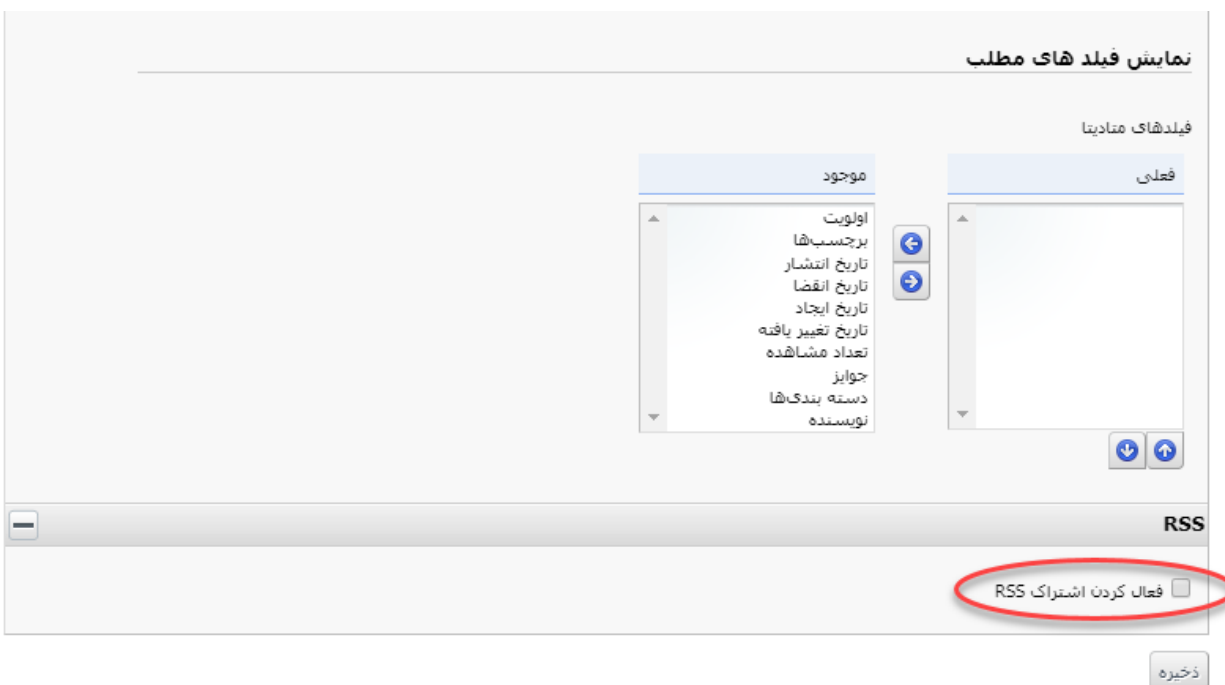 نمایش فیلد های مطلب
فیلدهای متادیتا
فعلی
موجود
اولویت
برچسب‌ها
تاریخ انتشار
تاریخ انقضا
تاریخ ایجاد
تاریخ تغییر یافته
تعداد مشاهده
جوایز
دسته بندی‌ها
نویسنده
RSS
فعال کردن اشتراک RSS
ذخیره